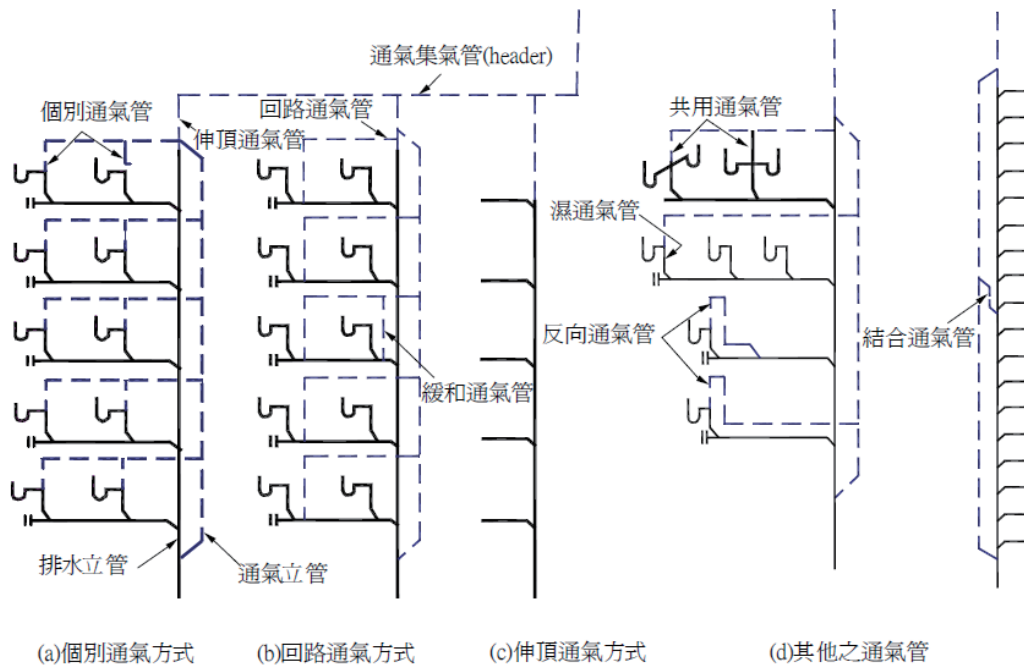 通氣集氣管(header)
個別通氣管
伸頂通氣管
回路通氣管
共用通氣管
濕通氣管
反向通氣管
結合通氣管
緩和通氣管
排水立管
通氣立管
(a)個別通氣方式
(b)回路通氣方式
(c)伸頂通氣方式
(d)其他之通氣管